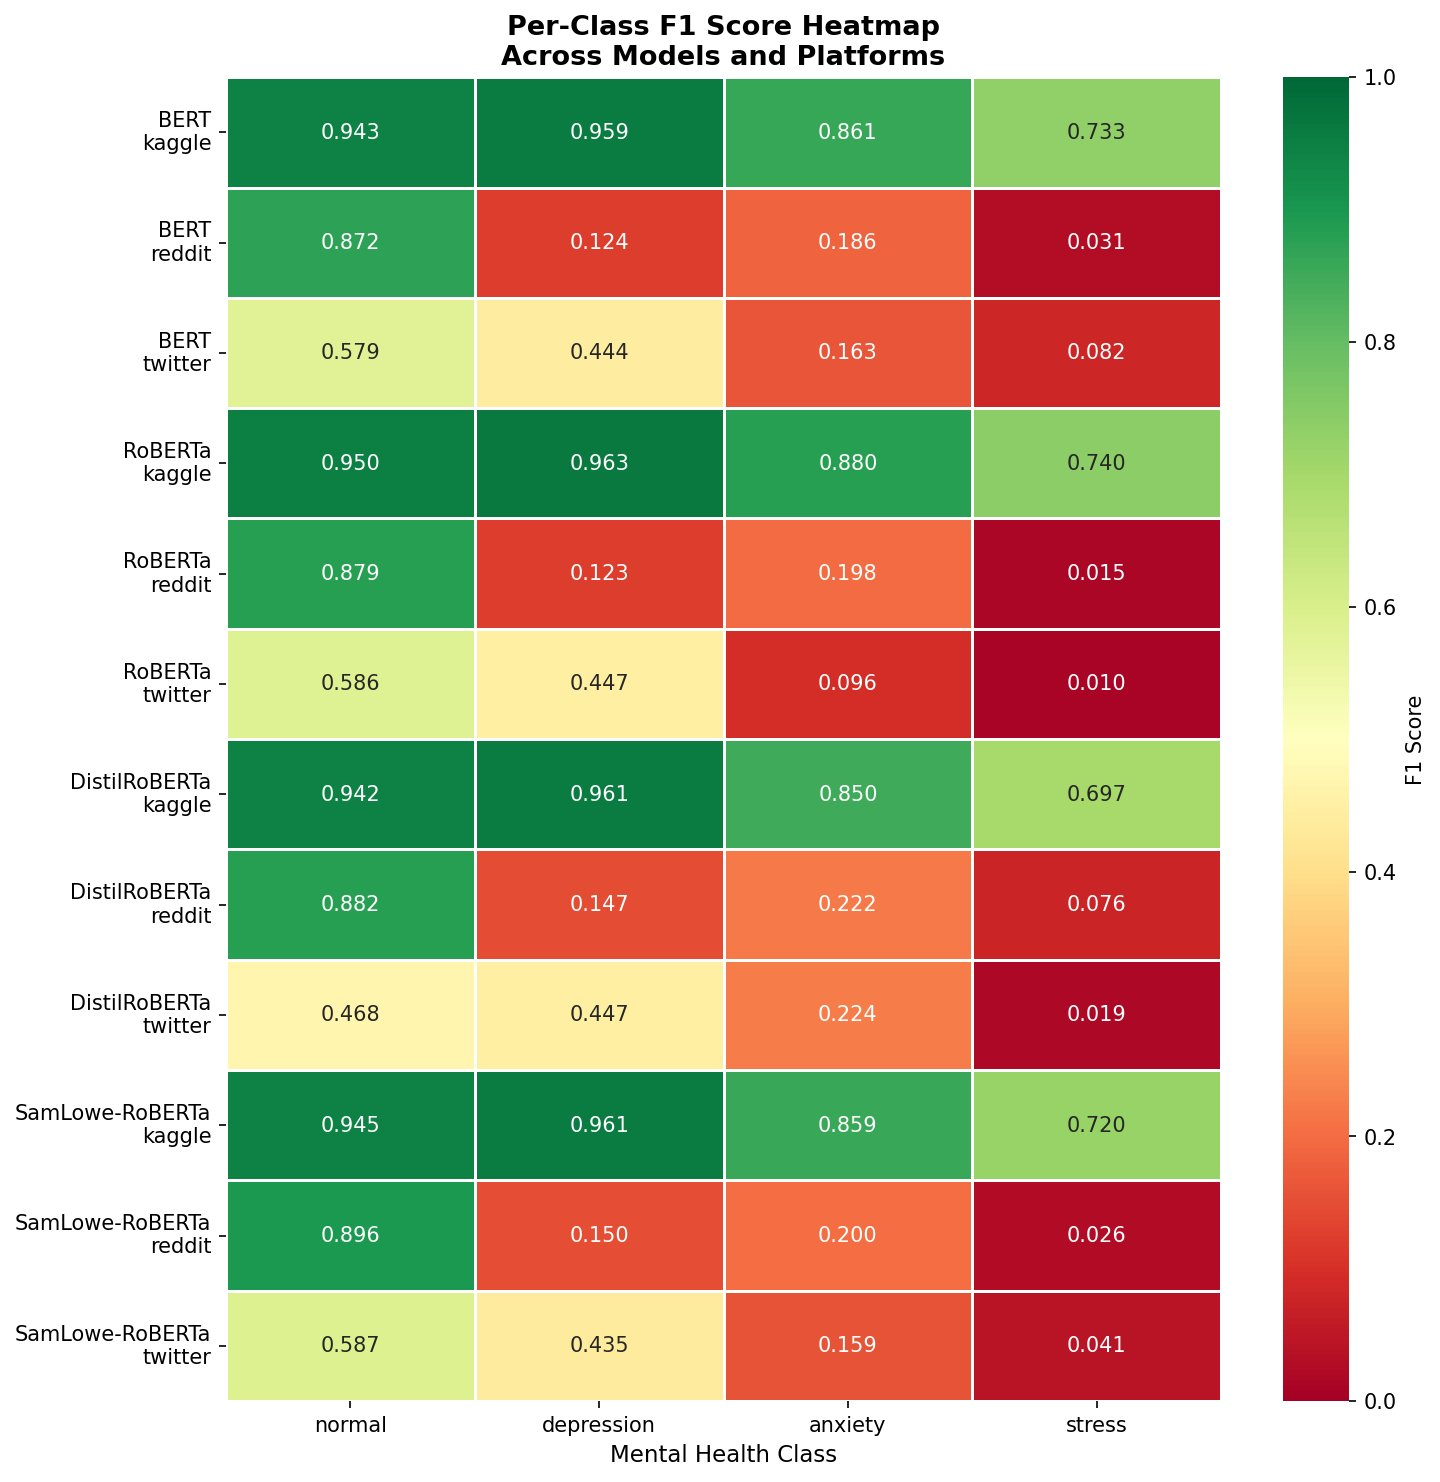 Per-Class F1 Score Heatmap
Across Models and Platforms
BERT
kaggle
0.943 0.959 0.861 0.733
BERT
reddit
0.872 0.124 0.186 0.031
BERT
twitter
0.579 0.444 0.163 0.082
RoBERTa
kaggle
0.950 0.963 0.880 0.740
RoBERTa
reddit
0.879 0.123 0.198 0.015
RoBERTa
twitter
0.586 0.447 0.096 0.010
DistilRoBERTa
kaggle
0.942 0.961 0.850 0.697
DistilRoBERTa
reddit
0.882 0.147 0.222 0.076
DistilRoBERTa
twitter
0.468 0.447 0.224 0.019
SamLowe-RoBERTa
kaggle
0.945 0.961 0.859 0.720
SamLowe-RoBERTa
reddit
0.896 0.150 0.200 0.026
SamLowe-RoBERTa
twitter
0.587 0.435 0.159 0.041
normal depression anxiety stress
Mental Health Class
1.0
0.8
0.6
0.4
0.2
0.0
F1 Score